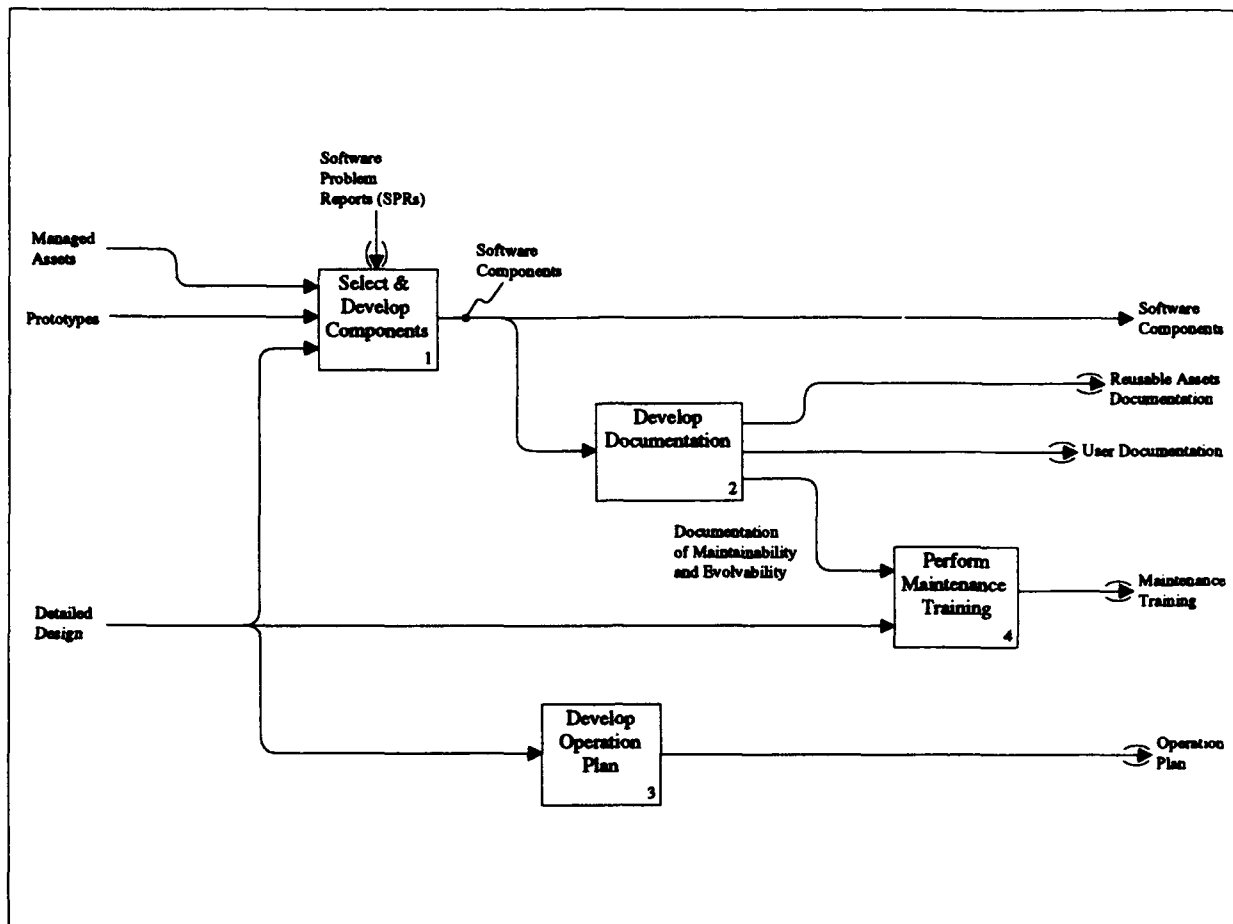 Software
Problem
Reports (SPRs)
Managed
Assets
Prototypes
Select &
Develop
Components
1
Software
Components
Software
Components
Reusable Assets
Documentation
Develop
Documentation
2
User Documentation
Documentation
of Maintainability
and Evolvability
Perform
Maintenance
Training
4
Maintenance
Training
Detailed
Design
Develop
Operation
Plan
3
Operation
Plan